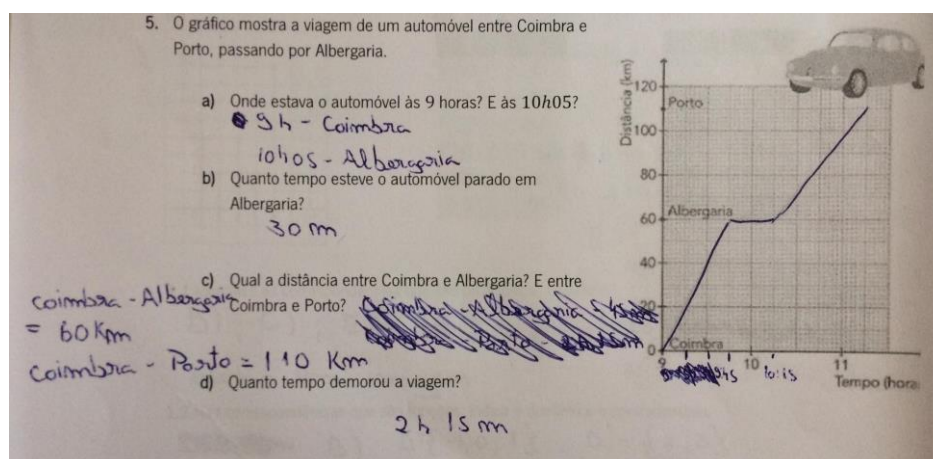 5. O gráfico mostra a viagem de um automóvel entre Coimbra e
Porto, passando por Albergaria.
a) Onde estava o automóvel às 9 horas? E às 10h05?
9h - Coimbra
10h05 - Albergaria
b) Quanto tempo esteve o automóvel parado em
Albergaria?
30 m
c) Qual a distância entre Coimbra e Albergaria? E entre
Coimbra e Porto?
Coimbra - Albergaria
= 60 Km
Coimbra - Porto = 110 Km
d) Quanto tempo demorou a viagem?
2h 15m
Distância (km)
120
Porto
100
80
Albergaria
60
40
20
Coimbra
0
9 10 11
10:15
Tempo (hora